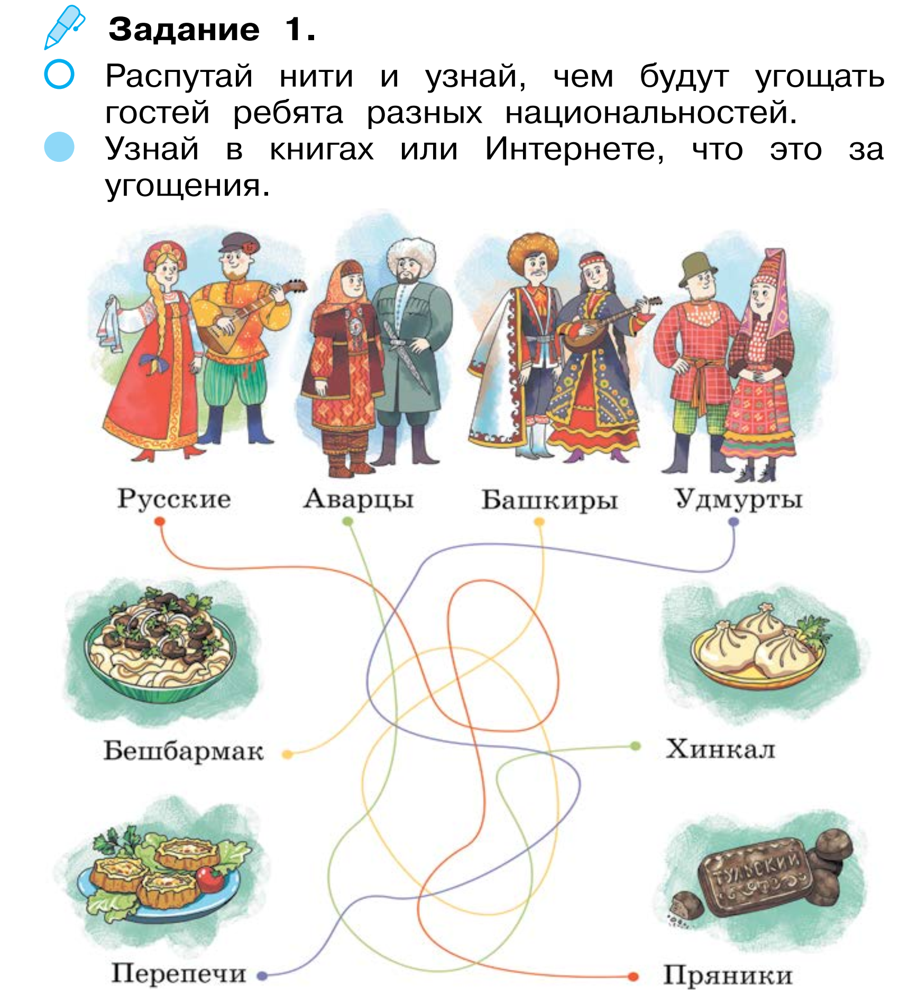 Задание 1.
Распутай нити и узнай, чем будут угощать
гостей ребята разных национальностей.
Узнай в книгах или Интернете, что это за
угощения.
Русские Аварцы Башкиры Удмурты
Бешбармак Хинкал
ТУЛЬСКИЙ
Перепечи Пряники